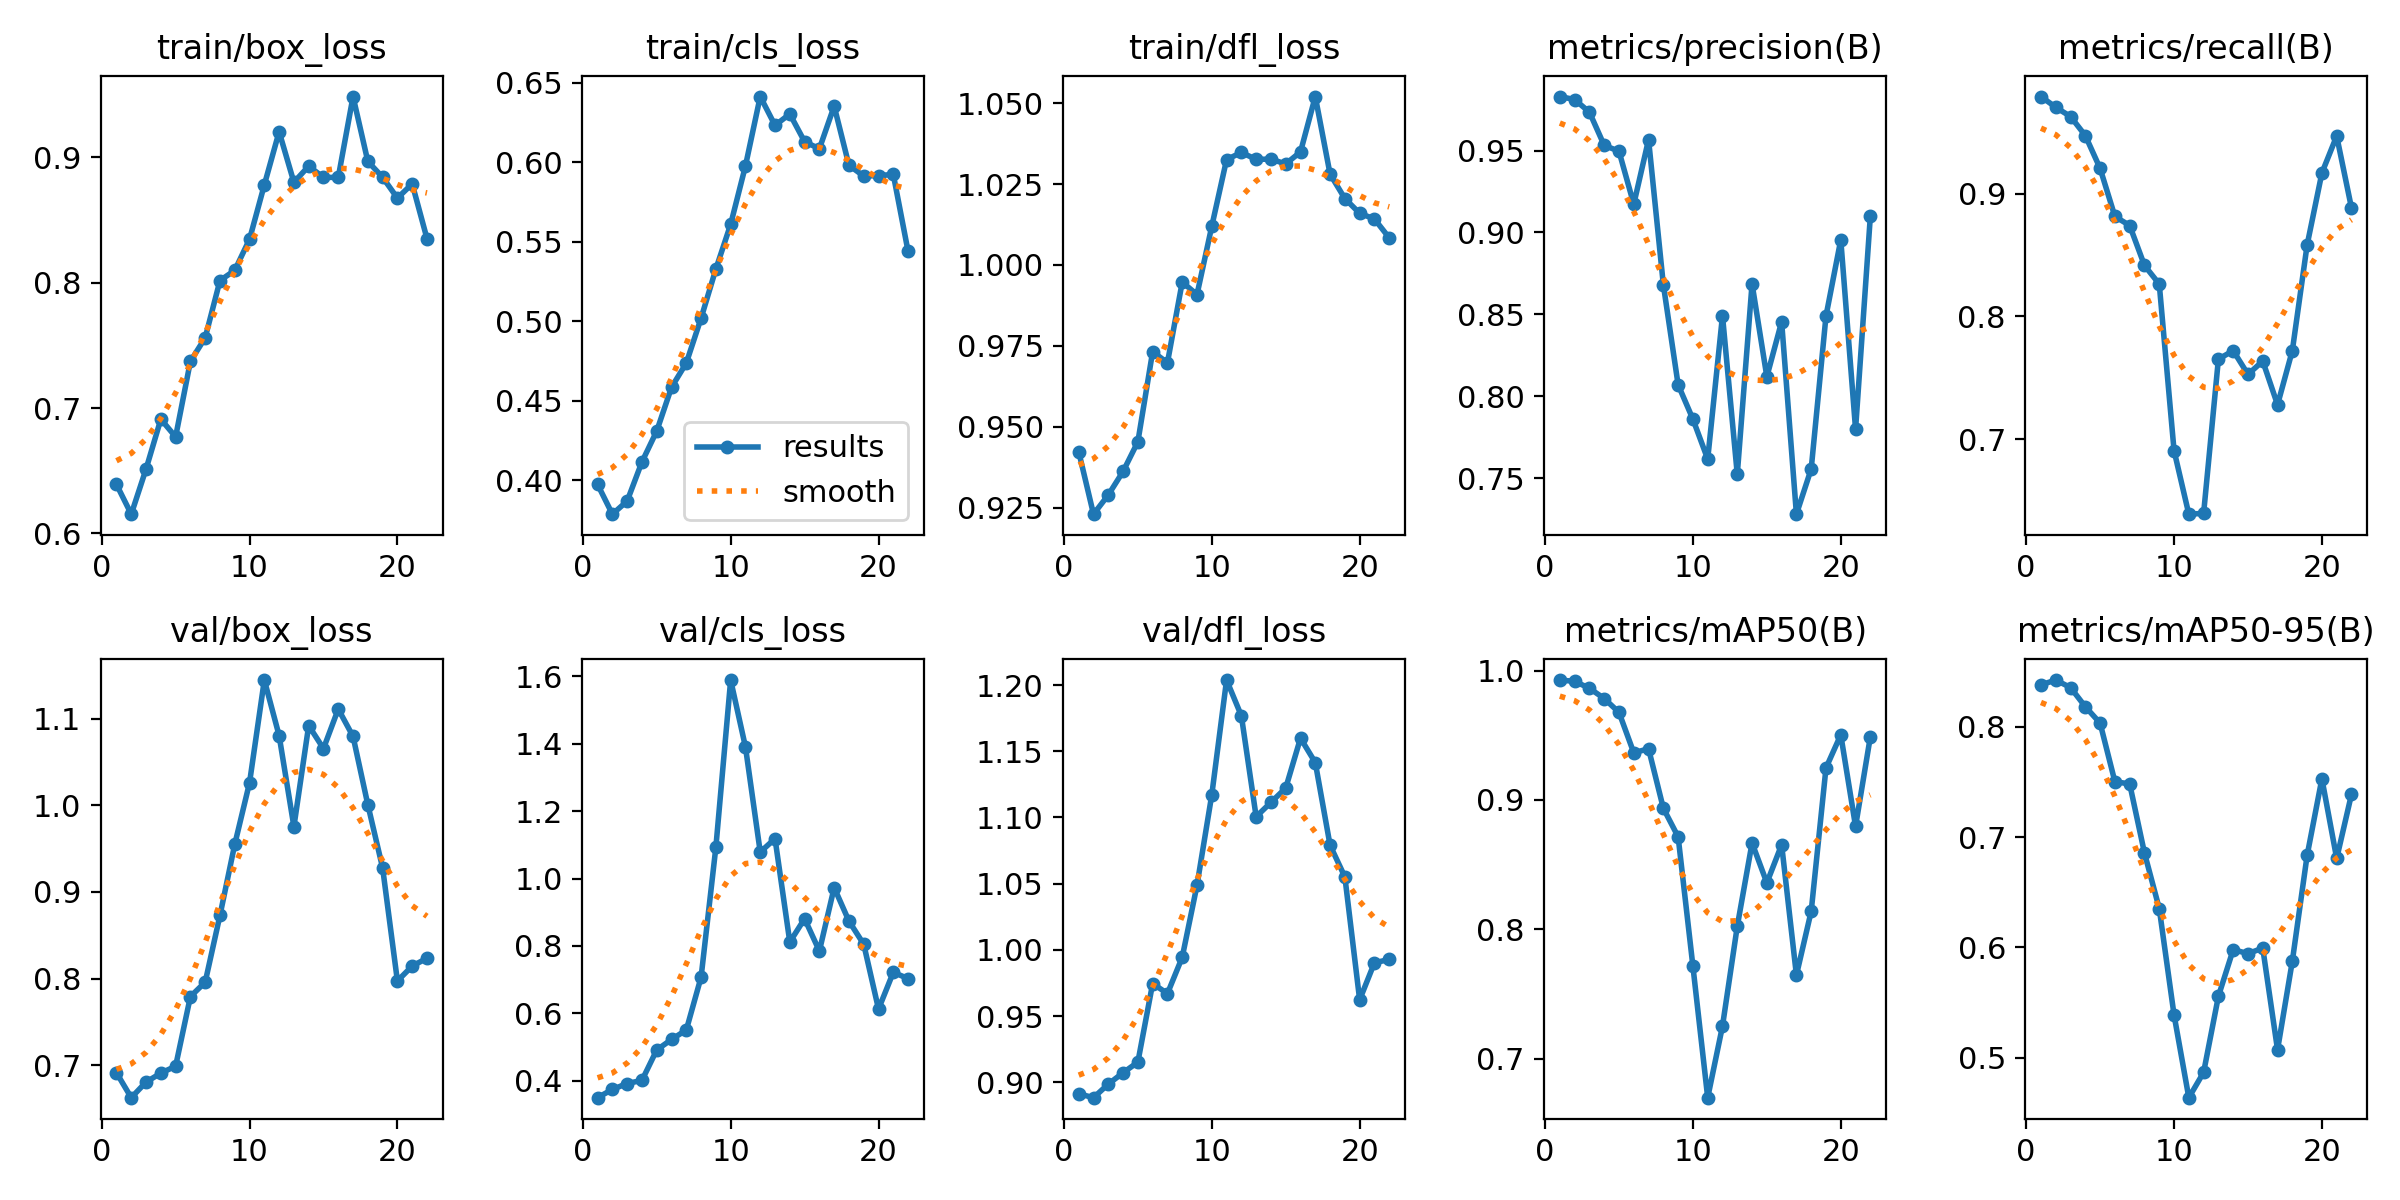 train/box_loss
train/cls_loss
train/dfl_loss
metrics/precision(B)
metrics/recall(B)
0.9
0.8
0.7
0.6
0 10 20
0.65
0.60
0.55
0.50
0.45
0.40
results
smooth
0 10 20
1.050
1.025
1.000
0.975
0.950
0.925
0 10 20
0.95
0.90
0.85
0.80
0.75
0 10 20
0.9
0.8
0.7
0 10 20
val/box_loss
val/cls_loss
val/dfl_loss
metrics/mAP50(B)
metrics/mAP50-95(B)
1.1
1.0
0.9
0.8
0.7
0 10 20
1.6
1.4
1.2
1.0
0.8
0.6
0.4
0 10 20
1.20
1.15
1.10
1.05
1.00
0.95
0.90
0 10 20
1.0
0.9
0.8
0.7
0 10 20
0.8
0.7
0.6
0.5
0 10 20